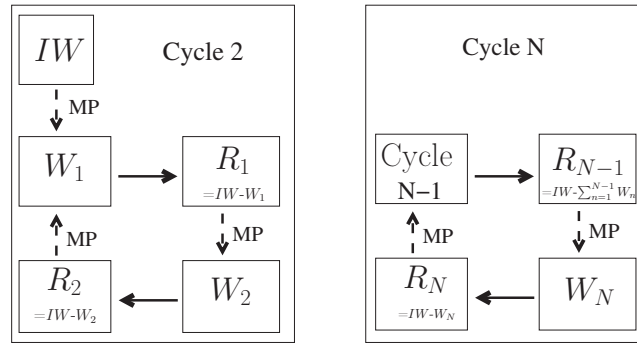 IW
Cycle 2
MP
W_1
R_1
=IW-W_1
MP
MP
R_2
=IW-W_2
W_2
Cycle N
Cycle
N−1
R_{N−1}
=IW-∑_{n=1}^{N−1} W_n
MP
MP
R_N
=IW-W_N
W_N